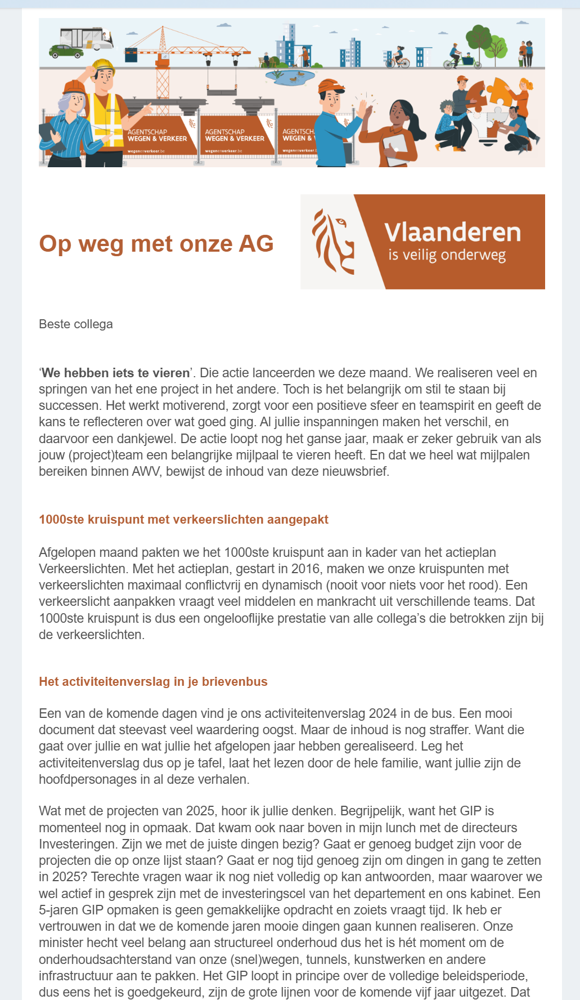 AGENTSCHAP
WEGEN & VERKEER
wegenenverkeer.be
AGENTSCHAP
WEGEN & VERKEER
wegenenverkeer.be
AGENTSCH
WEGEN & V
wegenenverkeer.b
Op weg met onze AG
Vlaanderen
is veilig onderweg
Beste collega
‘We hebben iets te vieren’. Die actie lanceerden we deze maand. We realiseren veel en
springen van het ene project in het andere. Toch is het belangrijk om stil te staan bij
successen. Het werkt motiverend, zorgt voor een positieve sfeer en teamspirit en geeft de
kans te reflecteren over wat goed ging. Al jullie inspanningen maken het verschil, en
daarvoor een dankjewel. De actie loopt nog het ganse jaar, maak er zeker gebruik van als
jouw (project)team een belangrijke mijlpaal te vieren heeft. En dat we heel wat mijlpalen
bereiken binnen AWV, bewijst de inhoud van deze nieuwsbrief.
1000ste kruispunt met verkeerslichten aangepakt
Afgelopen maand pakten we het 1000ste kruispunt aan in kader van het actieplan
Verkeerslichten. Met het actieplan, gestart in 2016, maken we onze kruispunten met
verkeerslichten maximaal conflictvrij en dynamisch (nooit voor niets voor het rood). Een
verkeerslicht aanpakken vraagt veel middelen en mankracht uit verschillende teams. Dat
1000ste kruispunt is dus een ongelooflijke prestatie van alle collega’s die betrokken zijn bij
de verkeerslichten.
Het activiteitenverslag in je brievenbus
Een van de komende dagen vind je ons activiteitenverslag 2024 in de bus. Een mooi
document dat steevast veel waardering oogst. Maar de inhoud is nog straffer. Want die
gaat over jullie en wat jullie het afgelopen jaar hebben gerealiseerd. Leg het
activiteitenverslag dus op je tafel, laat het lezen door de hele familie, want jullie zijn de
hoofdpersonages in al deze verhalen.
Wat met de projecten van 2025, hoor ik jullie denken. Begrijpelijk, want het GIP is
momenteel nog in opmaak. Dat kwam ook naar boven in mijn lunch met de directeurs
Investeringen. Zijn we met de juiste dingen bezig? Gaat er genoeg budget zijn voor de
projecten die op onze lijst staan? Gaat er nog tijd genoeg zijn om dingen in gang te zetten
in 2025? Terechte vragen waar ik nog niet volledig op kan antwoorden, maar waarover we
wel actief in gesprek zijn met de investeringscel van het departement en ons kabinet. Een
5-jaren GIP opmaken is geen gemakkelijke opdracht en zoiets vraagt tijd. Ik heb er
vertrouwen in dat we de komende jaren mooie dingen gaan kunnen realiseren. Onze
minister hecht veel belang aan structureel onderhoud dus het is hét moment om de
onderhoudsachterstand van onze (snel)wegen, tunnels, kunstwerken en andere
infrastructuur aan te pakken. Het GIP loopt in principe over de volledige beleidsperiode,
dus eens het is goedgekeurd, zijn de grote lijnen voor de komende vijf jaar uitgezet. Dat